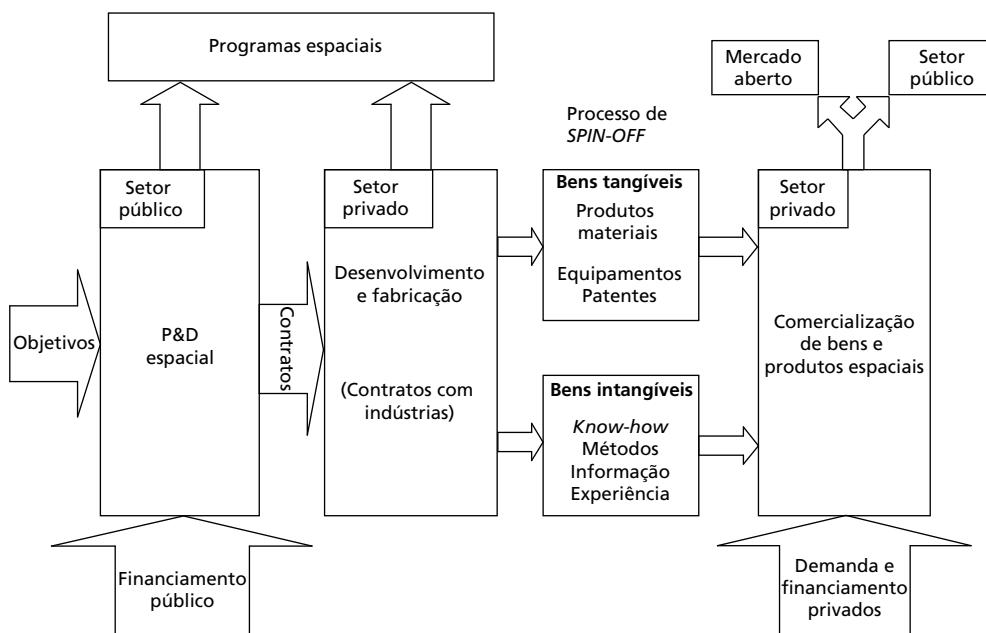 Programas espaciais
Mercado
aberto
Setor
público
Processo de
SPIN-OFF
Setor
público
Setor
privado
Bens tangíveis
Produtos
materiais
Equipamentos
Patentes
Setor
privado
Objetivos
P&D
espacial
Contratos
Desenvolvimento
e fabricação
(Contratos com
indústrias)
Bens intangíveis
Know-how
Métodos
Informação
Experiência
Comercialização
de bens e
produtos espaciais
Financiamento
público
Demanda e
financiamento
privados